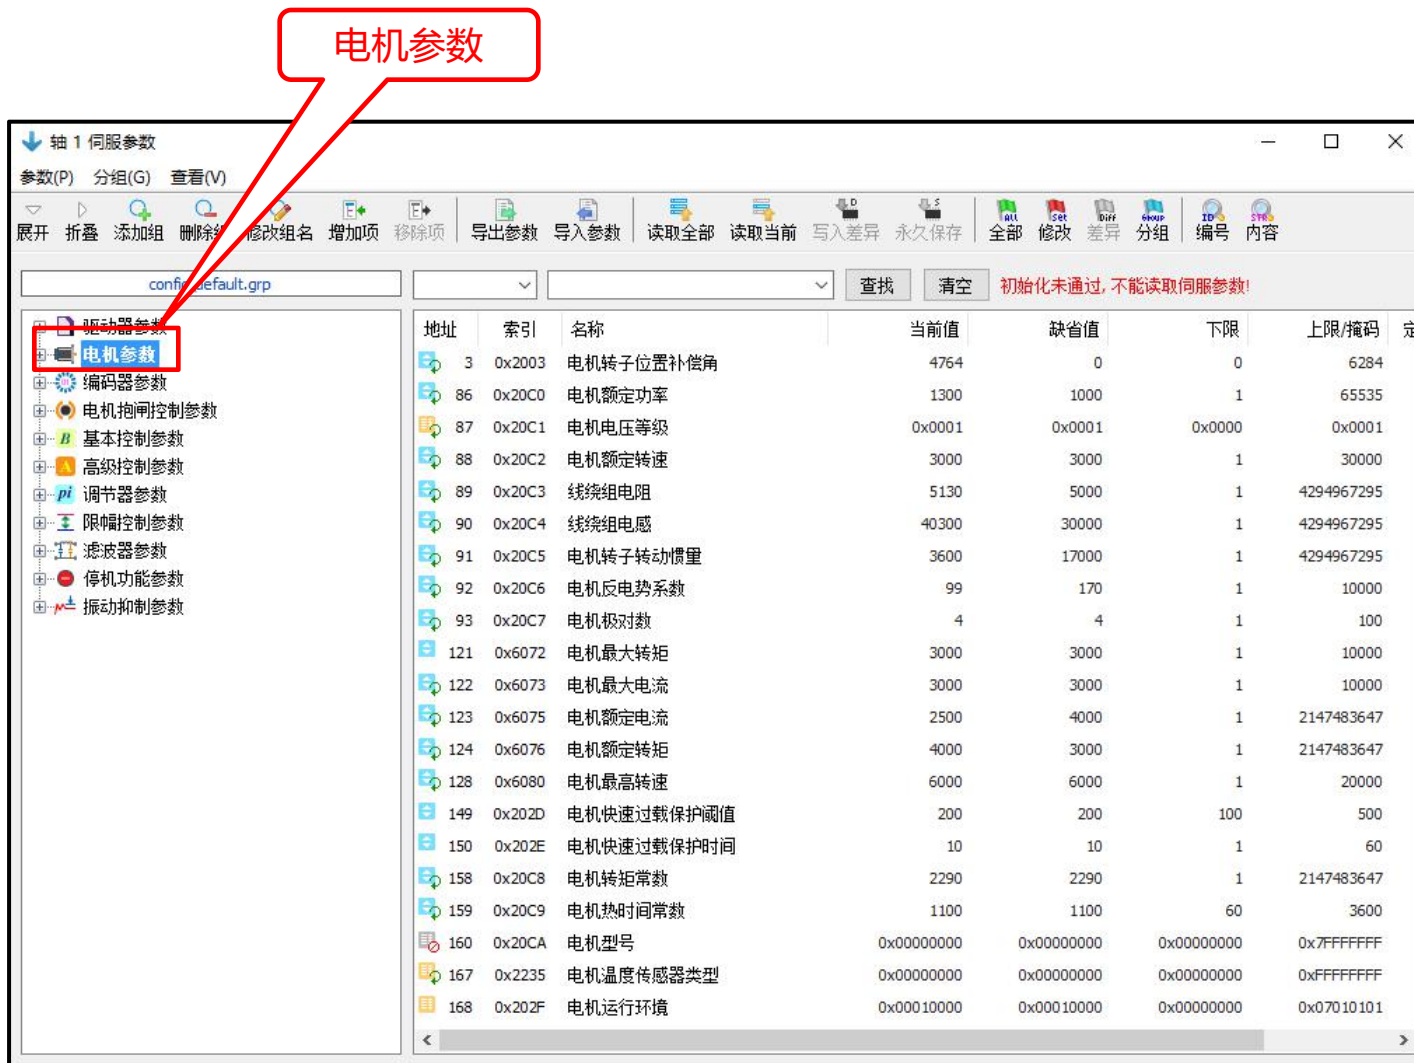 电机参数
轴 1 伺服参数
参数(P) 分组(G) 查看(V)
展开 折叠 添加组 删除组 修改组名 增加项 移除项 导出参数 导入参数 读取全部 读取当前 写入差异 永久保存 全部 修改 差异 分组 编号 内容
查找 清空 初始化未通过, 不能读取伺服参数!
驱动器参数
电机参数
编码器参数
电机抱闸控制参数
基本控制参数
高级控制参数
调节器参数
限幅控制参数
滤波器参数
停机功能参数
振动抑制参数
地址 索引 名称 当前值 缺省值 下限 上限/掩码
3 0x2003 电机转子位置补偿角 4764 0 0 6284
86 0x20C0 电机额定功率 1300 1000 1 65535
87 0x20C1 电机电压等级 0x0001 0x0001 0x0000 0x0001
88 0x20C2 电机额定转速 3000 3000 1 30000
89 0x20C3 线绕组电阻 5130 5000 1 4294967295
90 0x20C4 线绕组电感 40300 30000 1 4294967295
91 0x20C5 电机转子转动惯量 3600 17000 1 4294967295
92 0x20C6 电机反电势系数 99 170 1 10000
93 0x20C7 电机极对数 4 4 1 100
121 0x6072 电机最大转矩 3000 3000 1 10000
122 0x6073 电机最大电流 3000 3000 1 10000
123 0x6075 电机额定电流 2500 4000 1 2147483647
124 0x6076 电机额定转矩 4000 3000 1 2147483647
128 0x6080 电机最高转速 6000 6000 1 20000
149 0x202D 电机快速过载保护阈值 200 200 100 500
150 0x202E 电机快速过载保护时间 10 10 1 60
158 0x20C8 电机转矩常数 2290 2290 1 2147483647
159 0x20C9 电机热时间常数 1100 1100 60 3600
160 0x20CA 电机型号 0x00000000 0x00000000 0x00000000 0x7FFFFFFF
167 0x2235 电机温度传感器类型 0x00000000 0x00000000 0x00000000 0xFFFFFFFF
168 0x202F 电机运行环境 0x00010000 0x00010000 0x00000000 0x07010101